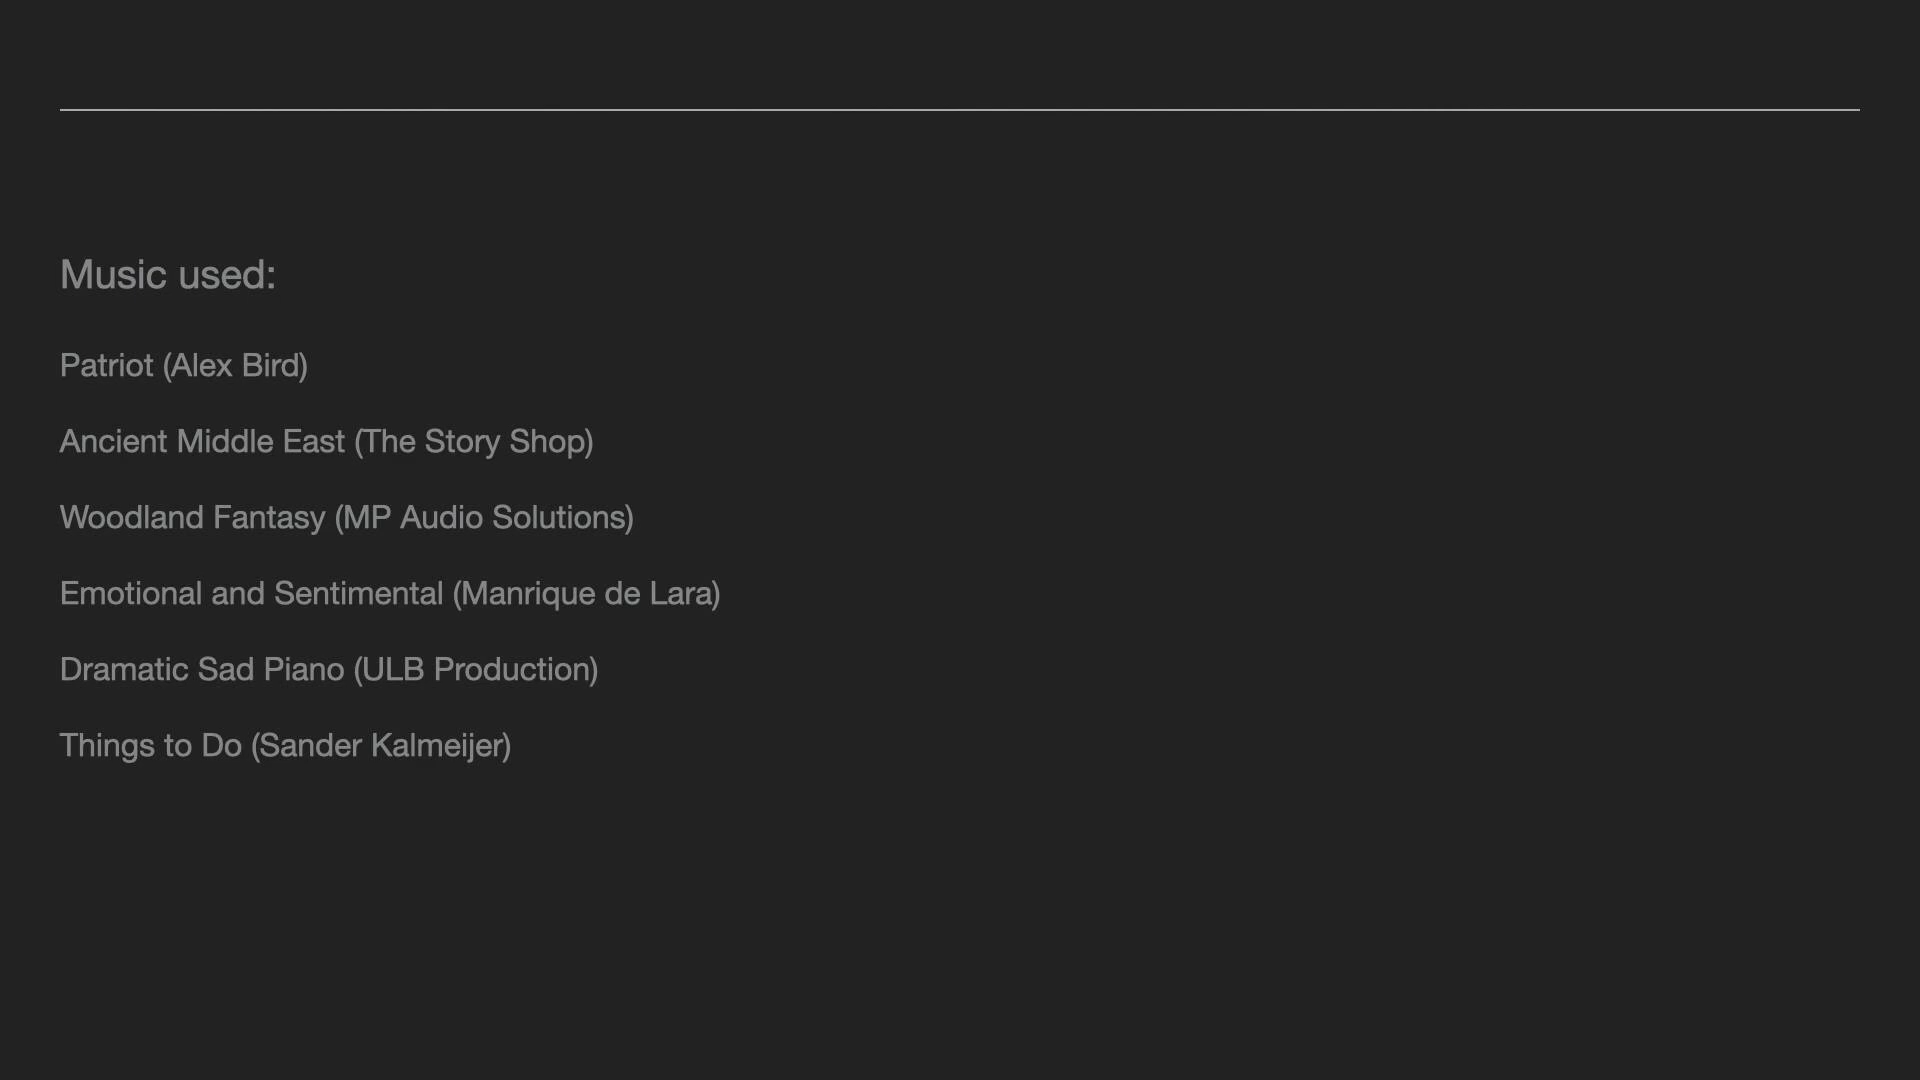 Music used:
Patriot (Alex Bird)
Ancient Middle East (The Story Shop)
Woodland Fantasy (MP Audio Solutions)
Emotional and Sentimental (Manrique de Lara)
Dramatic Sad Piano (ULB Production)
Things to Do (Sander Kalmeijer)